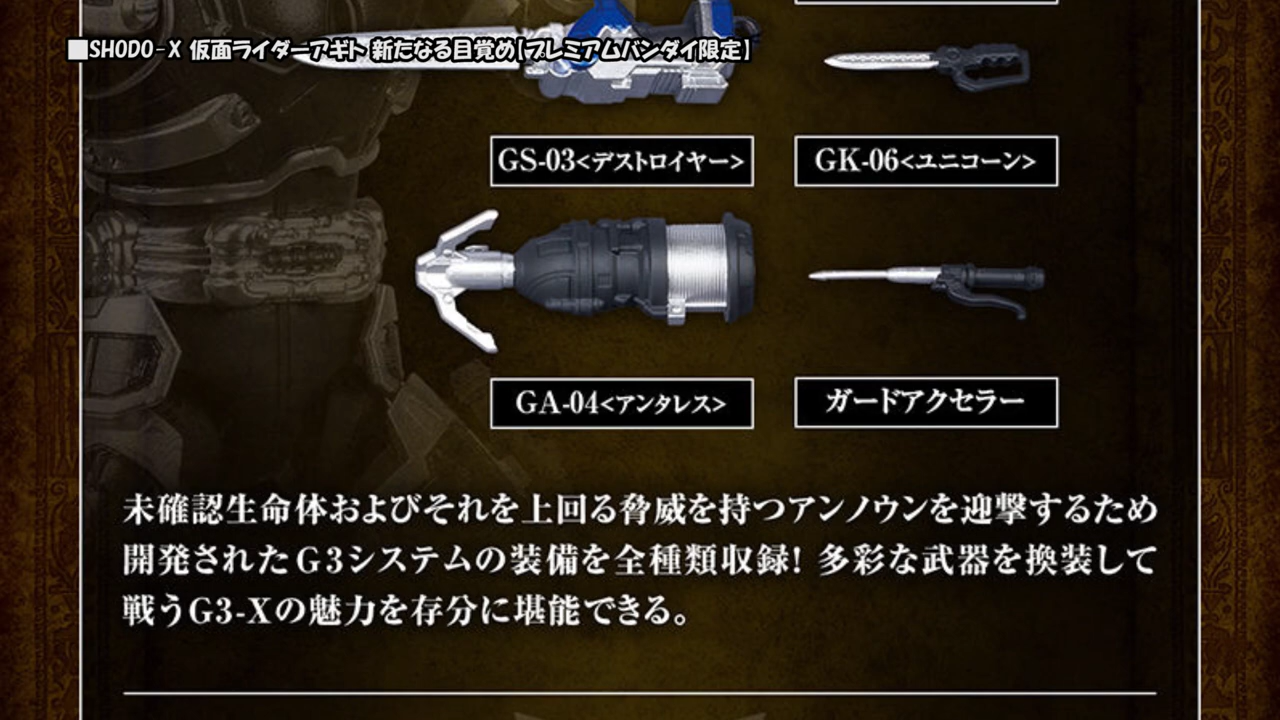 ■SHODO-X 仮面ライダーアギト 新たなる目覚め【プレミアムバンダイ限定】
GS-03<デストロイヤー>
GK-06<ユニコーン>
GA-04<アンタレス>
ガードアクセラー
未確認生命体およびそれを上回る脅威を持つアンノウンを迎撃するため
開発されたG3システムの装備を全種類収録! 多彩な武器を換装して
戦うG3-Xの魅力を存分に堪能できる。